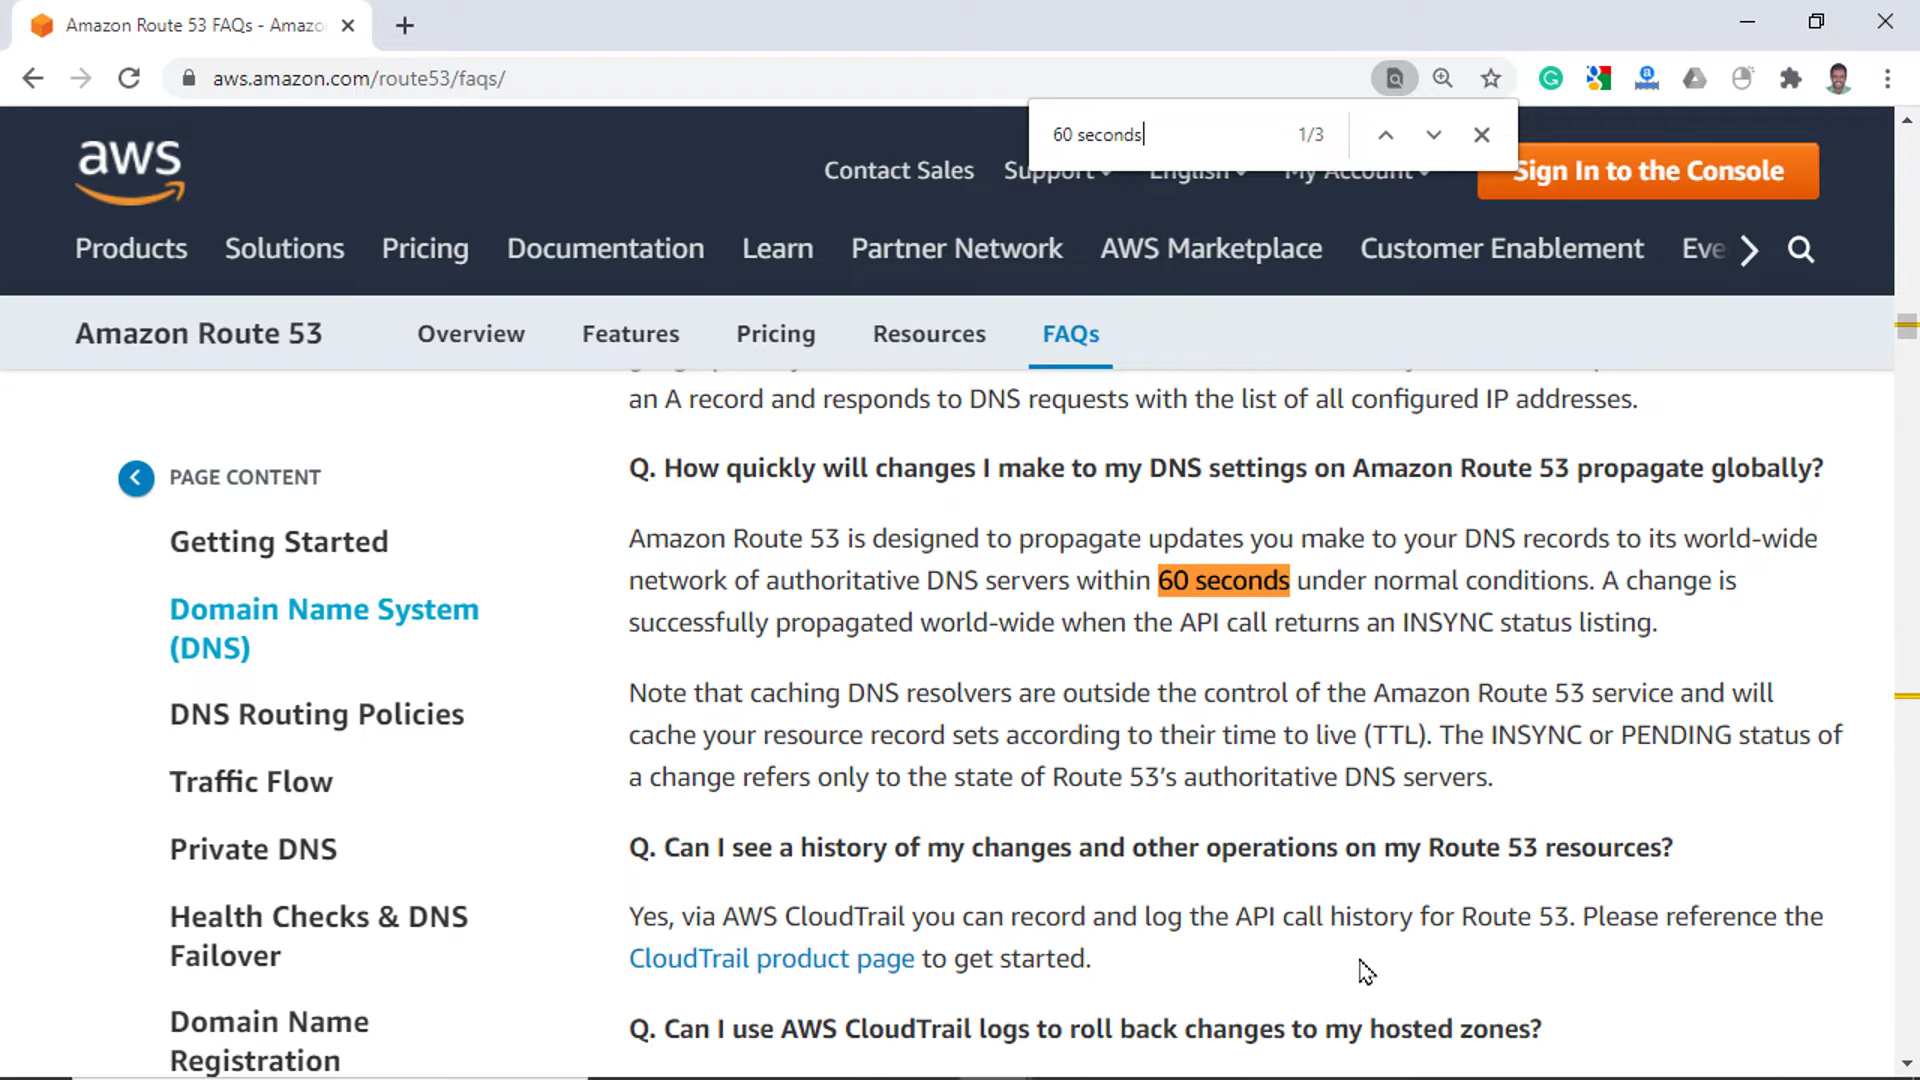 Amazon Route 53 FAQs - Amazo
aws.amazon.com/route53/faqs/
60 seconds
1/3
aws
Contact Sales
Support
English
My Account
Sign In to the Console
Products
Solutions
Pricing
Documentation
Learn
Partner Network
AWS Marketplace
Customer Enablement
Eve
Amazon Route 53
Overview
Features
Pricing
Resources
FAQs
an A record and responds to DNS requests with the list of all configured IP addresses.
PAGE CONTENT
Getting Started
Domain Name System
(DNS)
DNS Routing Policies
Traffic Flow
Private DNS
Health Checks & DNS
Failover
Domain Name
Registration
Q. How quickly will changes I make to my DNS settings on Amazon Route 53 propagate globally?
Amazon Route 53 is designed to propagate updates you make to your DNS records to its world-wide
network of authoritative DNS servers within 60 seconds under normal conditions. A change is
successfully propagated world-wide when the API call returns an INSYNC status listing.
Note that caching DNS resolvers are outside the control of the Amazon Route 53 service and will
cache your resource record sets according to their time to live (TTL). The INSYNC or PENDING status of
a change refers only to the state of Route 53’s authoritative DNS servers.
Q. Can I see a history of my changes and other operations on my Route 53 resources?
Yes, via AWS CloudTrail you can record and log the API call history for Route 53. Please reference the
CloudTrail product page to get started.
Q. Can I use AWS CloudTrail logs to roll back changes to my hosted zones?